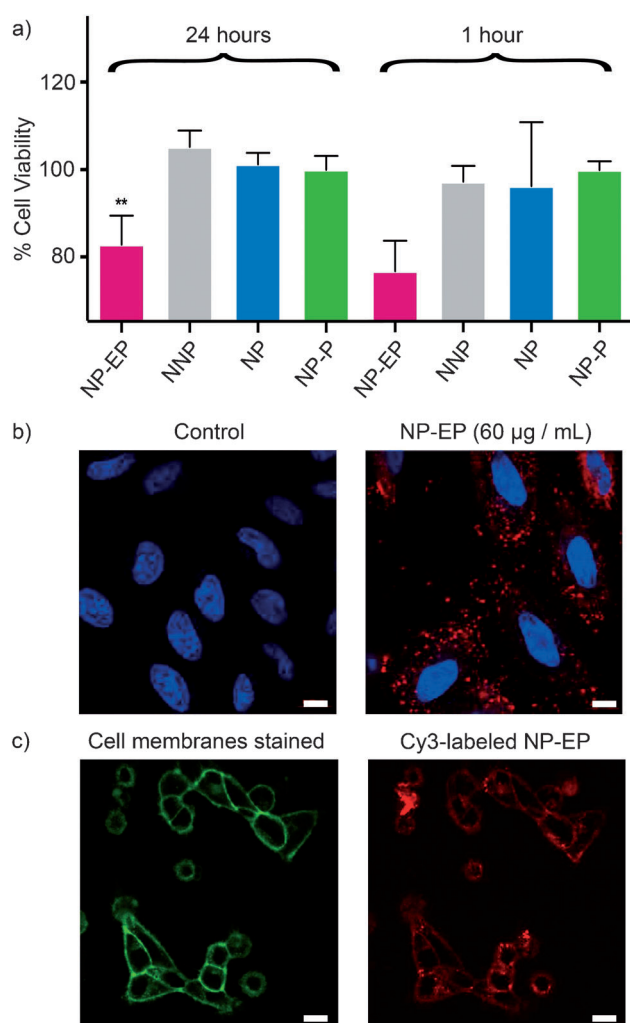 a)
24 hours
1 hour
% Cell Viability
120
100
80
**
NP-EP
NNP
NP
NP-P
NP-EP
NNP
NP
NP-P
b)
Control
NP-EP (60 µg / mL)
c)
Cell membranes stained
Cy3-labeled NP-EP